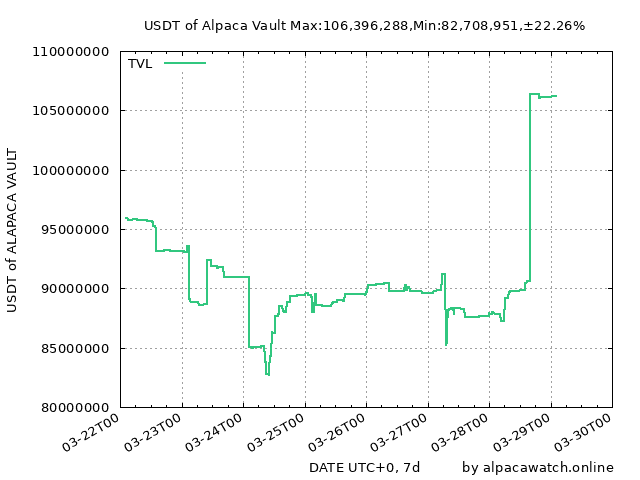 USDT of Alpaca Vault Max:106,396,288,Min:82,708,951,±22.26%
TVL
110000000
105000000
100000000
95000000
90000000
85000000
80000000
USDT of ALAPACA VAULT
03-22T00
03-23T00
03-24T00
03-25T00
03-26T00
03-27T00
03-28T00
03-29T00
03-30T00
DATE UTC+0, 7d
by alpacawatch.online